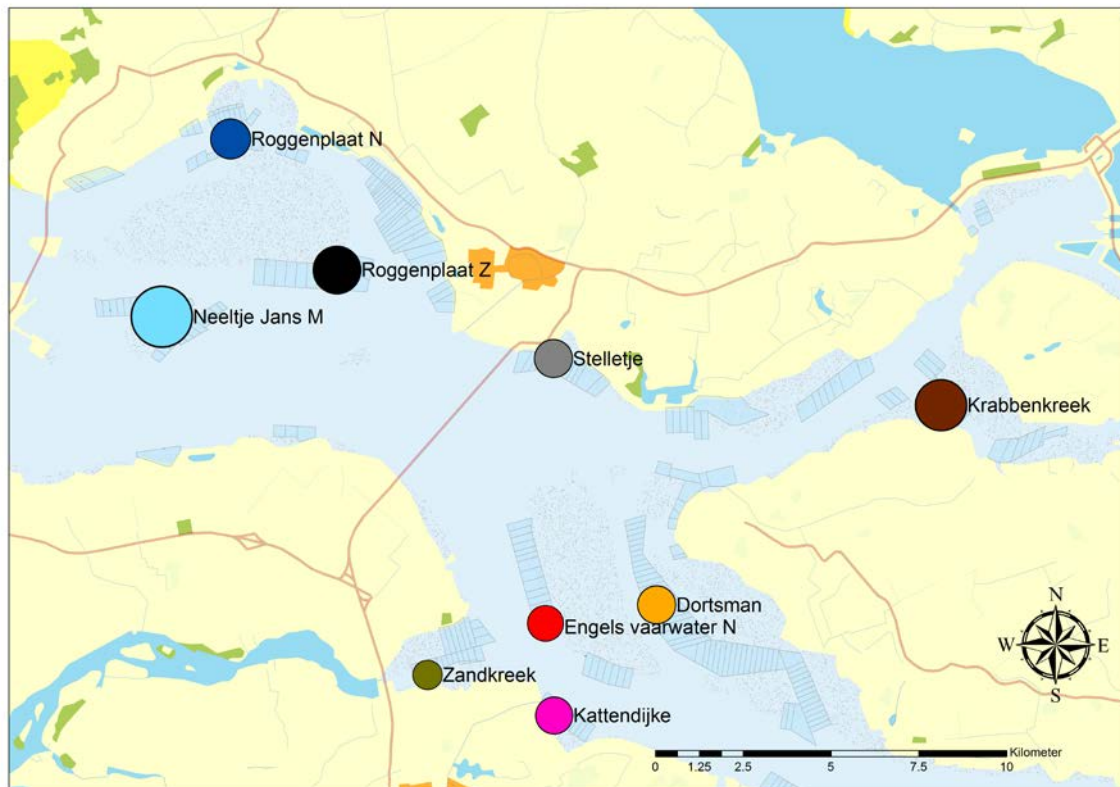 Roggenplaat N
Roggenplaat Z
Neeltje Jans M
Stelletje
Krabbenkreek
Dortsman
Engels vaarwater N
Zandkreek
Kattendijke
N
W E
S
Kilometer
0 1.25 2.5 5 7.5 10